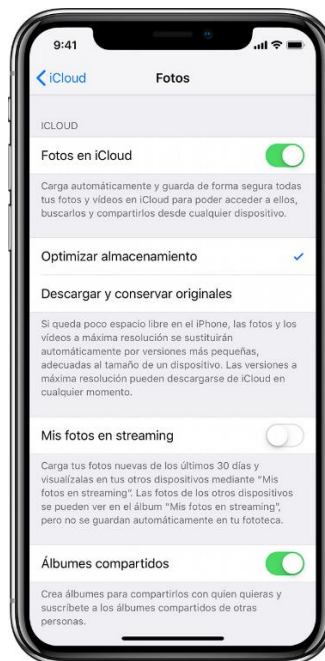 9:41
iCloud
Fotos
ICLOUD
Fotos en iCloud
Carga automáticamente y guarda de forma segura todas
tus fotos y vídeos en iCloud para poder acceder a ellos,
buscarlos y compartirlos desde cualquier dispositivo.
Optimizar almacenamiento
Descargar y conservar originales
Si queda poco espacio libre en el iPhone, las fotos y los
vídeos a máxima resolución se sustituirán
automáticamente por versiones más pequeñas,
adecuadas al tamaño de un dispositivo. Las versiones a
máxima resolución pueden descargarse de iCloud en
cualquier momento.
Mis fotos en streaming
Carga tus fotos nuevas de los últimos 30 días y
visualízalas en tus otros dispositivos mediante “Mis
fotos en streaming”. Las fotos de los otros dispositivos
se pueden ver en el álbum “Mis fotos en streaming”,
pero no se guardan automáticamente en tu fototeca.
Álbumes compartidos
Crea álbumes para compartirlos con quien quieras y
suscríbete a los álbumes compartidos de otras
personas.